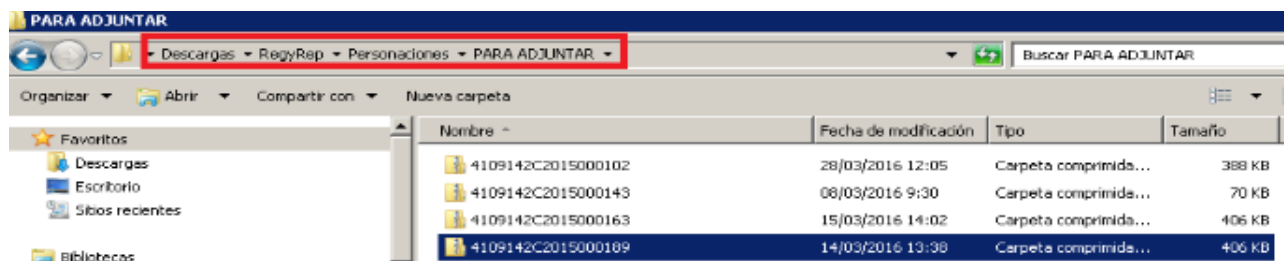 PARA ADJUNTAR
Descargas RegyRep Personaciones PARA ADJUNTAR Buscar PARA ADJUNTAR
Organizar Abrir Compartir con Nueva carpeta
Favoritos Nombre Fecha de modificación Tipo Tamaño
Descargas 4109142C2015000102 28/03/2016 12:05 Carpeta comprimida... 388 KB
Escritorio 4109142C2015000143 08/03/2016 9:30 Carpeta comprimida... 70 KB
Sitios recientes 4109142C2015000163 15/03/2016 14:02 Carpeta comprimida... 406 KB
Bibliotecas 4109142C2015000189 14/03/2016 13:38 Carpeta comprimida... 406 KB